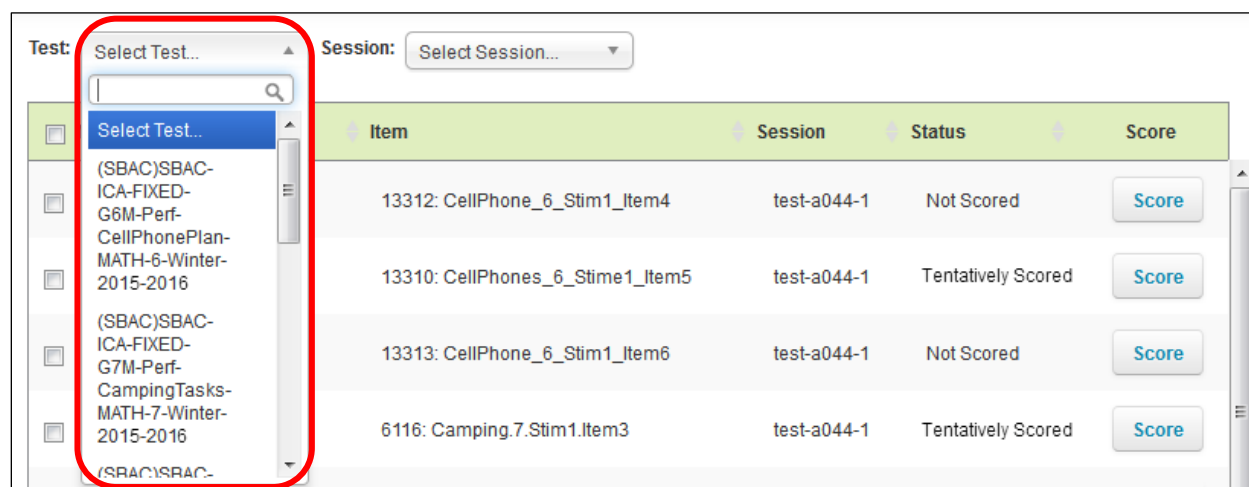 Test: Select Test... Session: Select Session...
Select Test...
Item Session Status Score
(SBAC)SBAC-
ICA-FIXED-
G6M-Perf-
CellPhonePlan-
MATH-6-Winter-
2015-2016
13312: CellPhone_6_Stim1_Item4 test-a044-1 Not Scored Score
13310: CellPhones_6_Stime1_Item5 test-a044-1 Tentatively Scored Score
(SBAC)SBAC-
ICA-FIXED-
G7M-Perf-
CampingTasks-
MATH-7-Winter-
2015-2016
13313: CellPhone_6_Stim1_Item6 test-a044-1 Not Scored Score
6116: Camping.7.Stim1.Item3 test-a044-1 Tentatively Scored Score
(SBAC)SBAC-